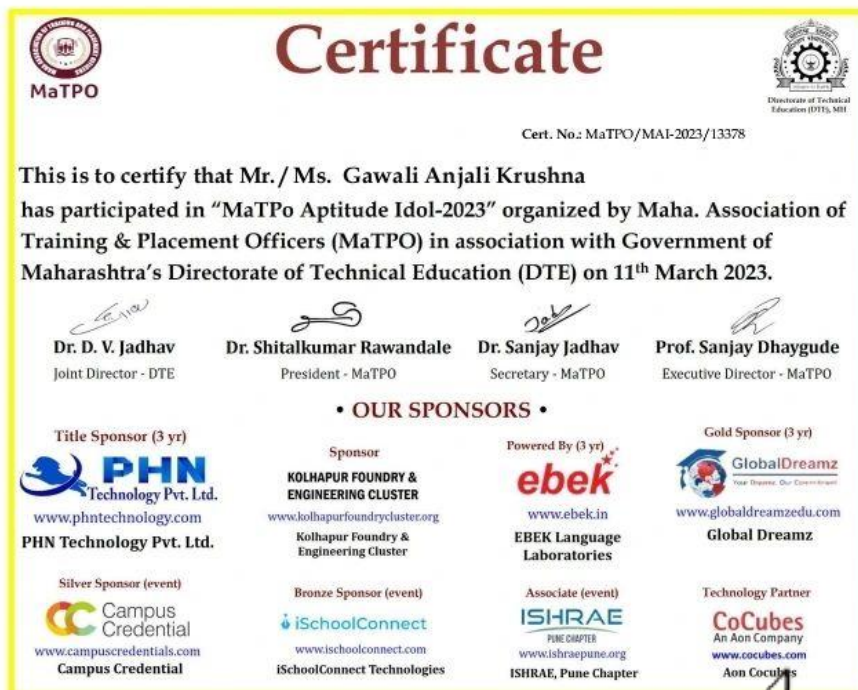 Certificate
MaTPO
Directorate of Technical
Education (DTE), MH
Cert. No.: MaTPO/MAI-2023/13378
This is to certify that Mr./ Ms. Gawali Anjali Krushna
has participated in “MaTPo Aptitude Idol-2023” organized by Maha. Association of
Training & Placement Officers (MaTPO) in association with Government of
Maharashtra’s Directorate of Technical Education (DTE) on 11th March 2023.
Dr. D. V. Jadhav
Joint Director - DTE
Dr. Shitalkumar Rawandale
President - MaTPO
Dr. Sanjay Jadhav
Secretary - MaTPO
Prof. Sanjay Dhaygude
Executive Director - MaTPO
• OUR SPONSORS •
Title Sponsor (3 yr)
PHN
Technology Pvt. Ltd.
www.phntechnology.com
PHN Technology Pvt. Ltd.
Sponsor
KOLHAPUR FOUNDRY &
ENGINEERING CLUSTER
www.kolhapurfoundrycluster.org
Kolhapur Foundry &
Engineering Cluster
Powered By (3 yr)
ebek
www.ebek.in
EBEK Language
Laboratories
Gold Sponsor (3 yr)
GlobalDreamz
Your Dreams, Our Commitment
www.globaldreamzedu.com
Global Dreamz
Silver Sponsor (event)
Campus
Credential
www.campuscredentials.com
Campus Credential
Bronze Sponsor (event)
iSchoolConnect
www.ischoolconnect.com
iSchoolConnect Technologies
Associate (event)
ISHRAE
PUNE CHAPTER
www.ishraepune.org
ISHRAE, Pune Chapter
Technology Partner
CoCubes
An Aon Company
www.cocubes.com
Aon Cocubes